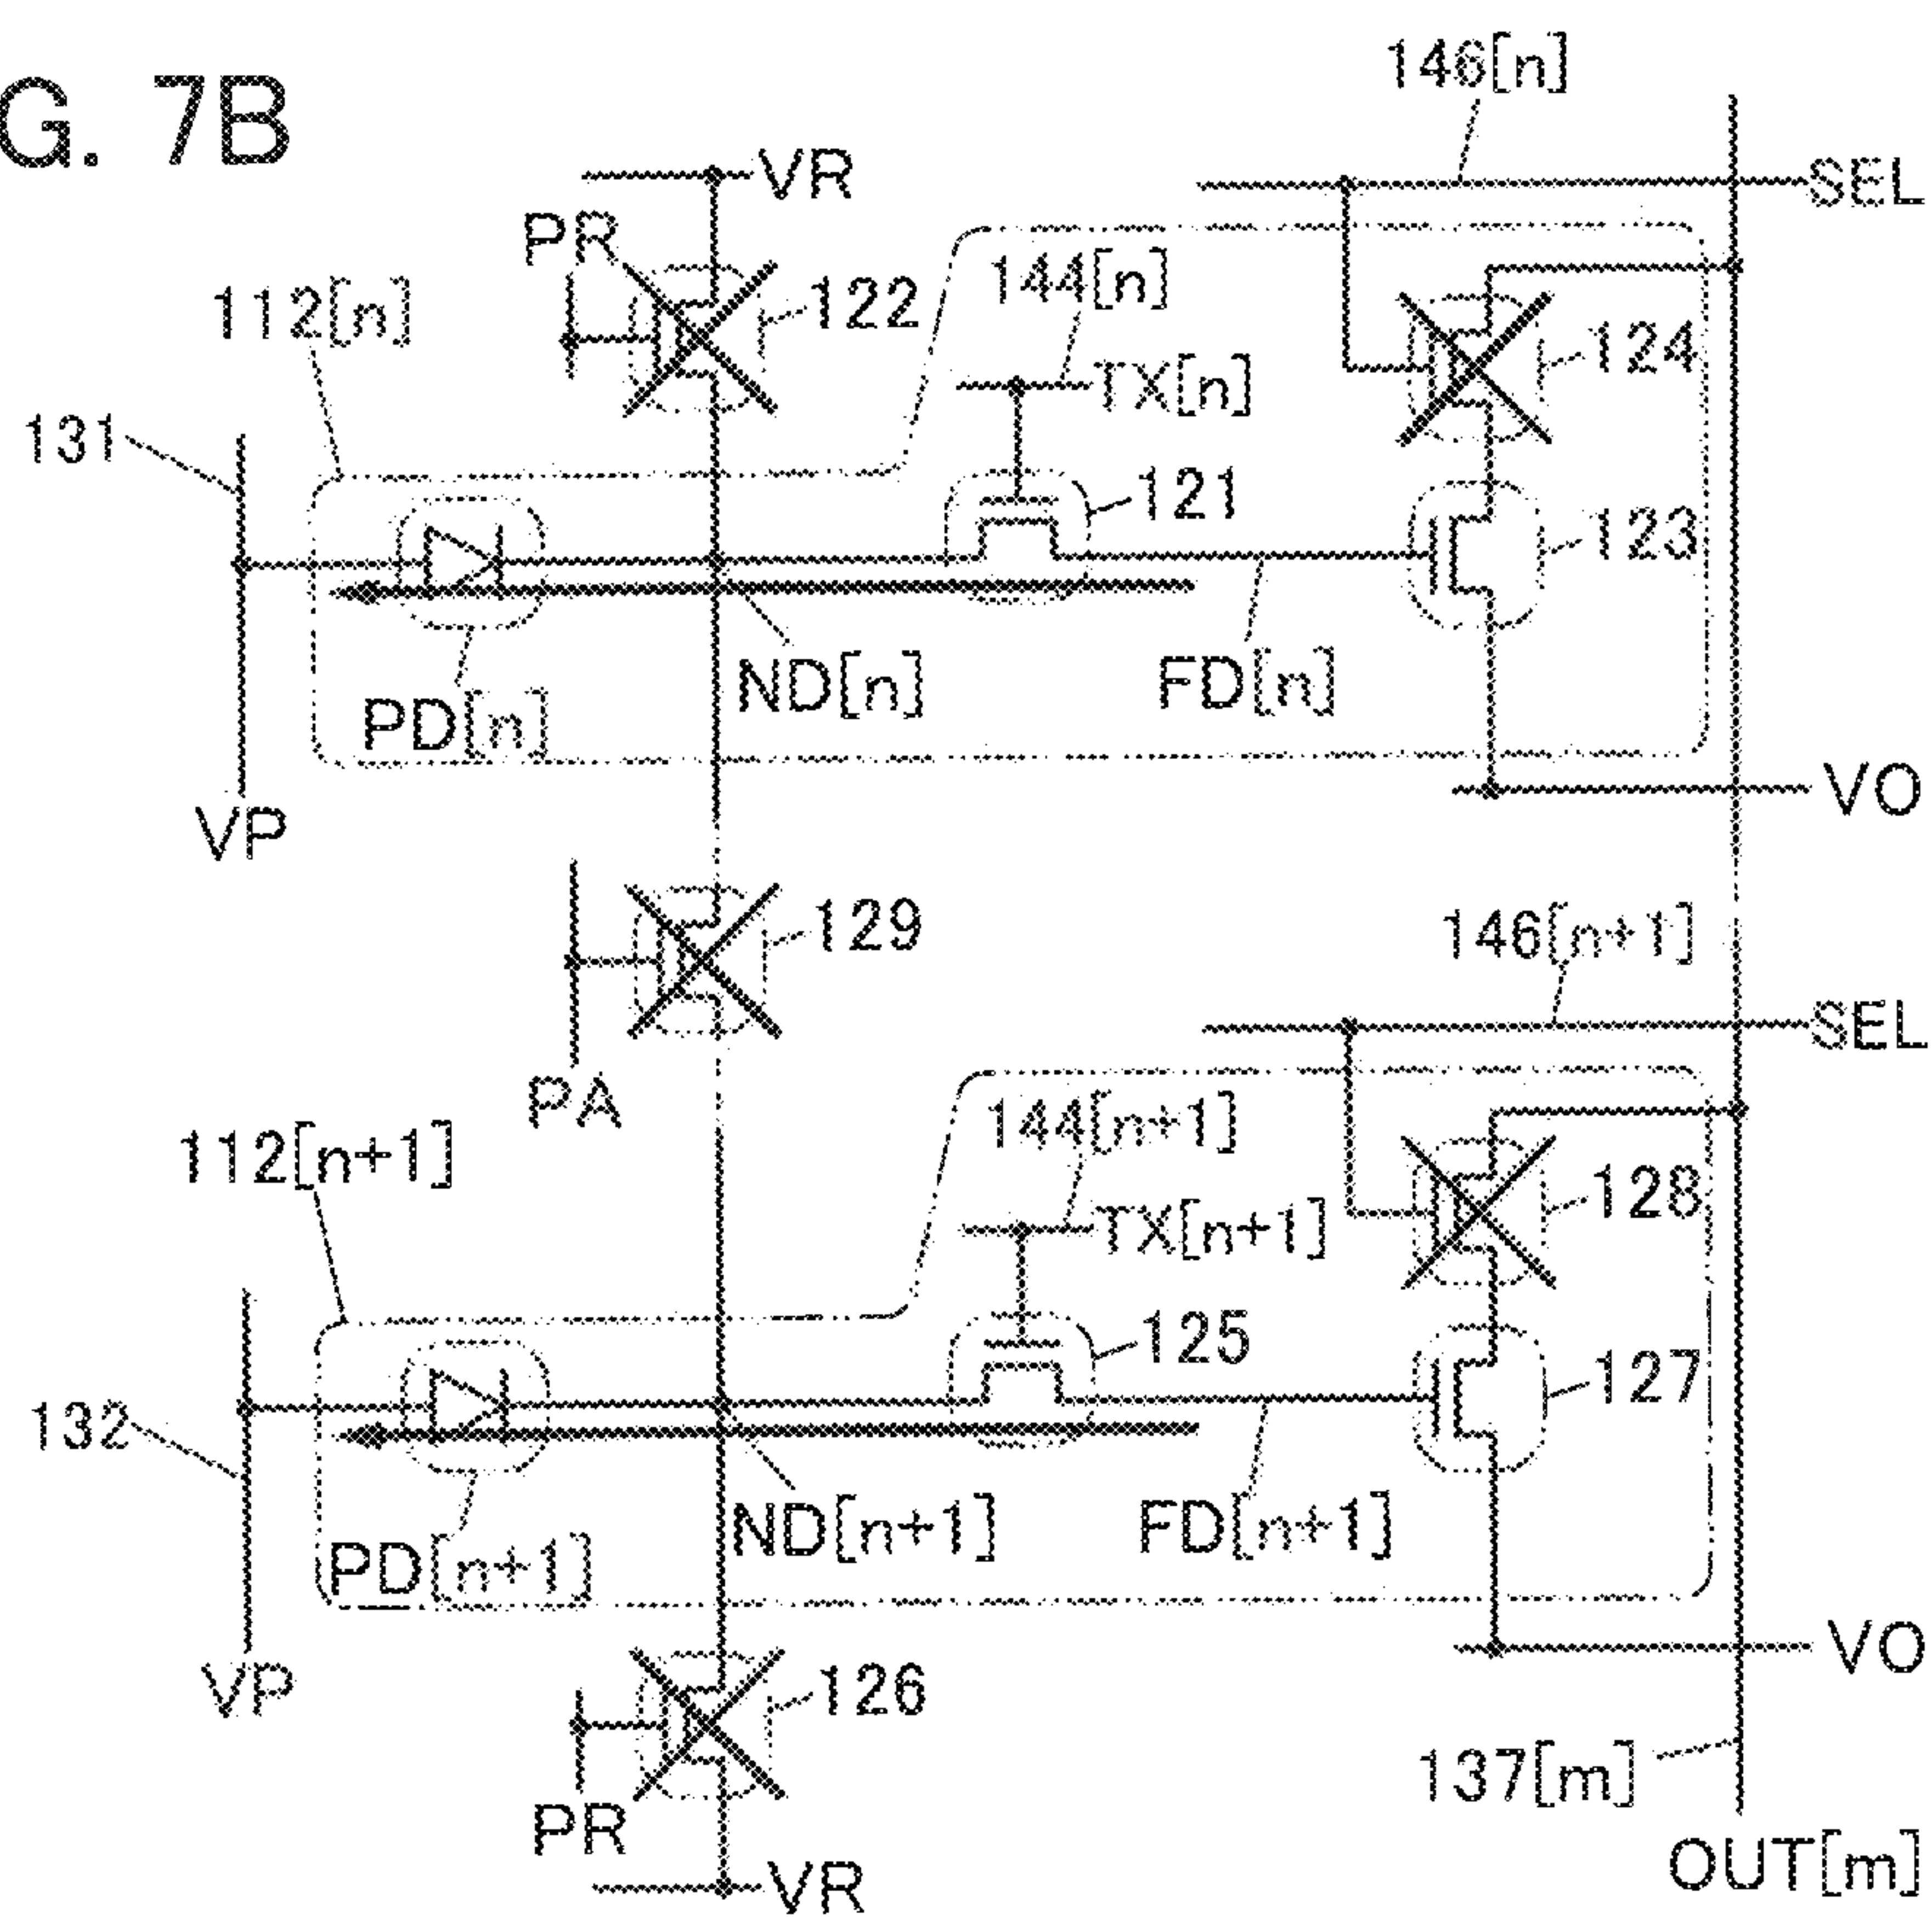 G. 7B
146[n]
VR
SEL
PR
144[n]
112[n]
122
124
TX[n]
131
121
123
ND[n]
FD[n]
PD[n]
VO
VP
129
146[n+1]
SEL
PA
144[n+1]
112[n+1]
128
TX[n+1]
125
127
132
ND[n+1]
FD[n+1]
PD[n+1]
VO
VP
126
137[m]
PR
OUT[m]
VR